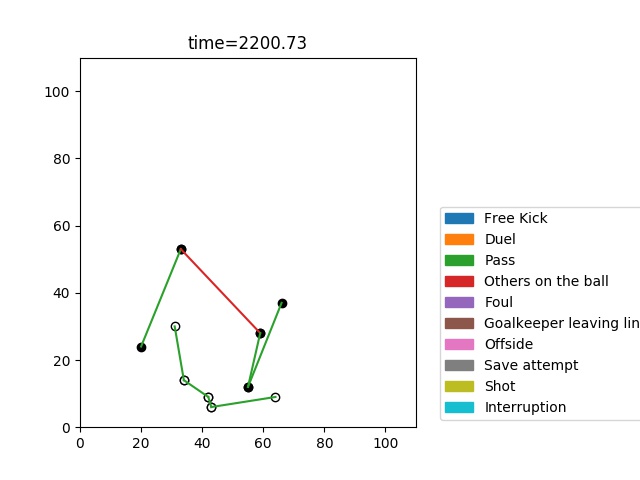 time=2200.73
100
80
60
40
20
0
0 20 40 60 80 100
Free Kick
Duel
Pass
Others on the ball
Foul
Goalkeeper leaving lin
Offside
Save attempt
Shot
Interruption